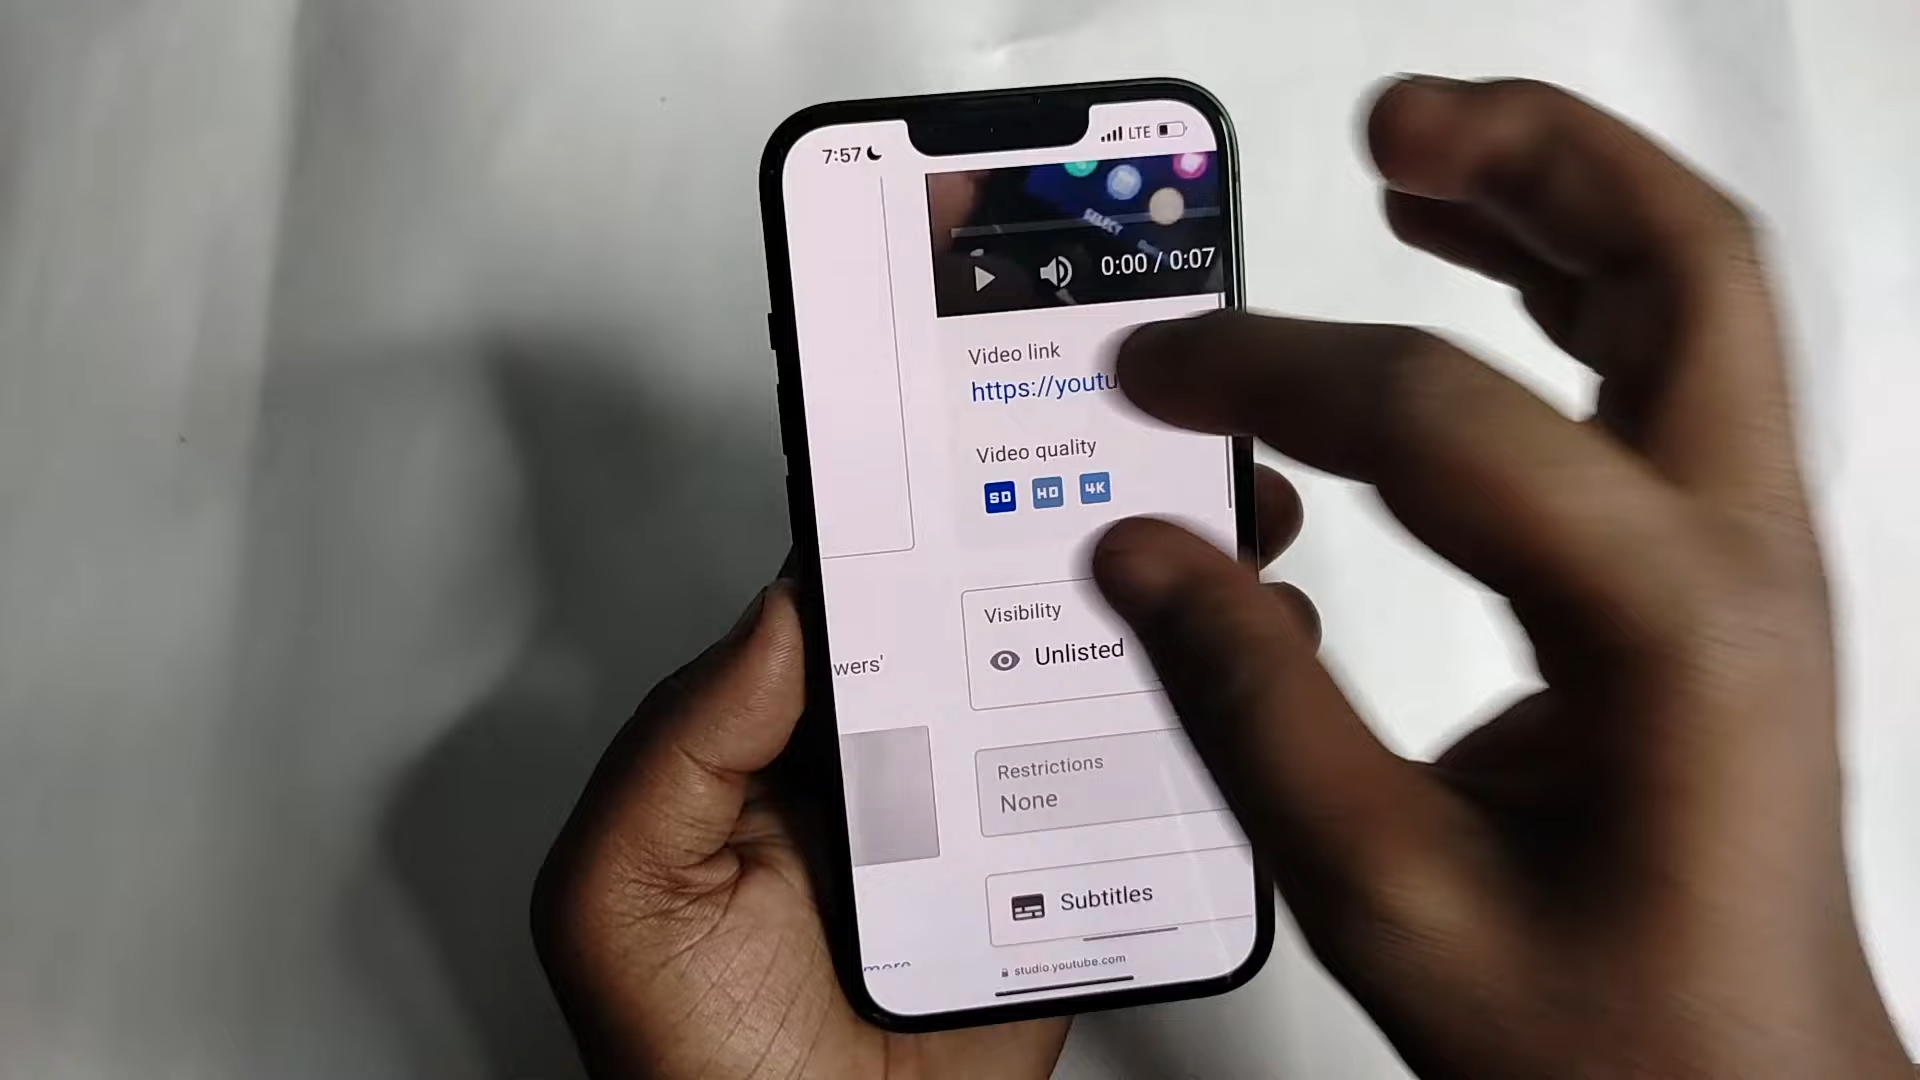 7:57
LTE
SELECT
0:00 / 0:07
Video link
https://youtu
Video quality
SD HD 4K
Visibility
Unlisted
wers'
Restrictions
None
Subtitles
more
studio.youtube.com